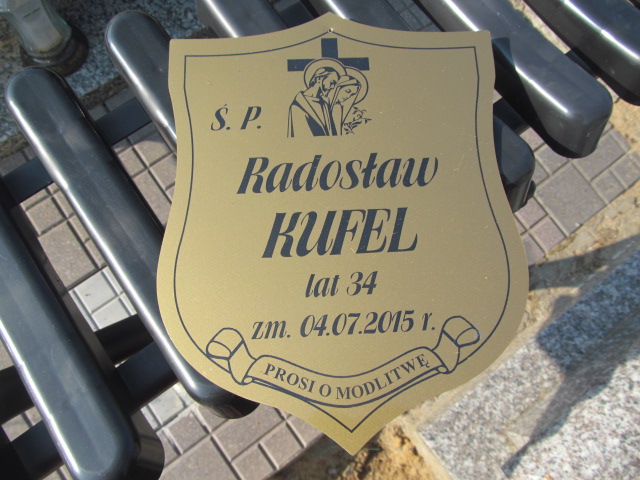 Ś. P.
Radosław
KUFEL
lat 34
zm. 04.07.2015 r.
PROSI O MODLITWĘ